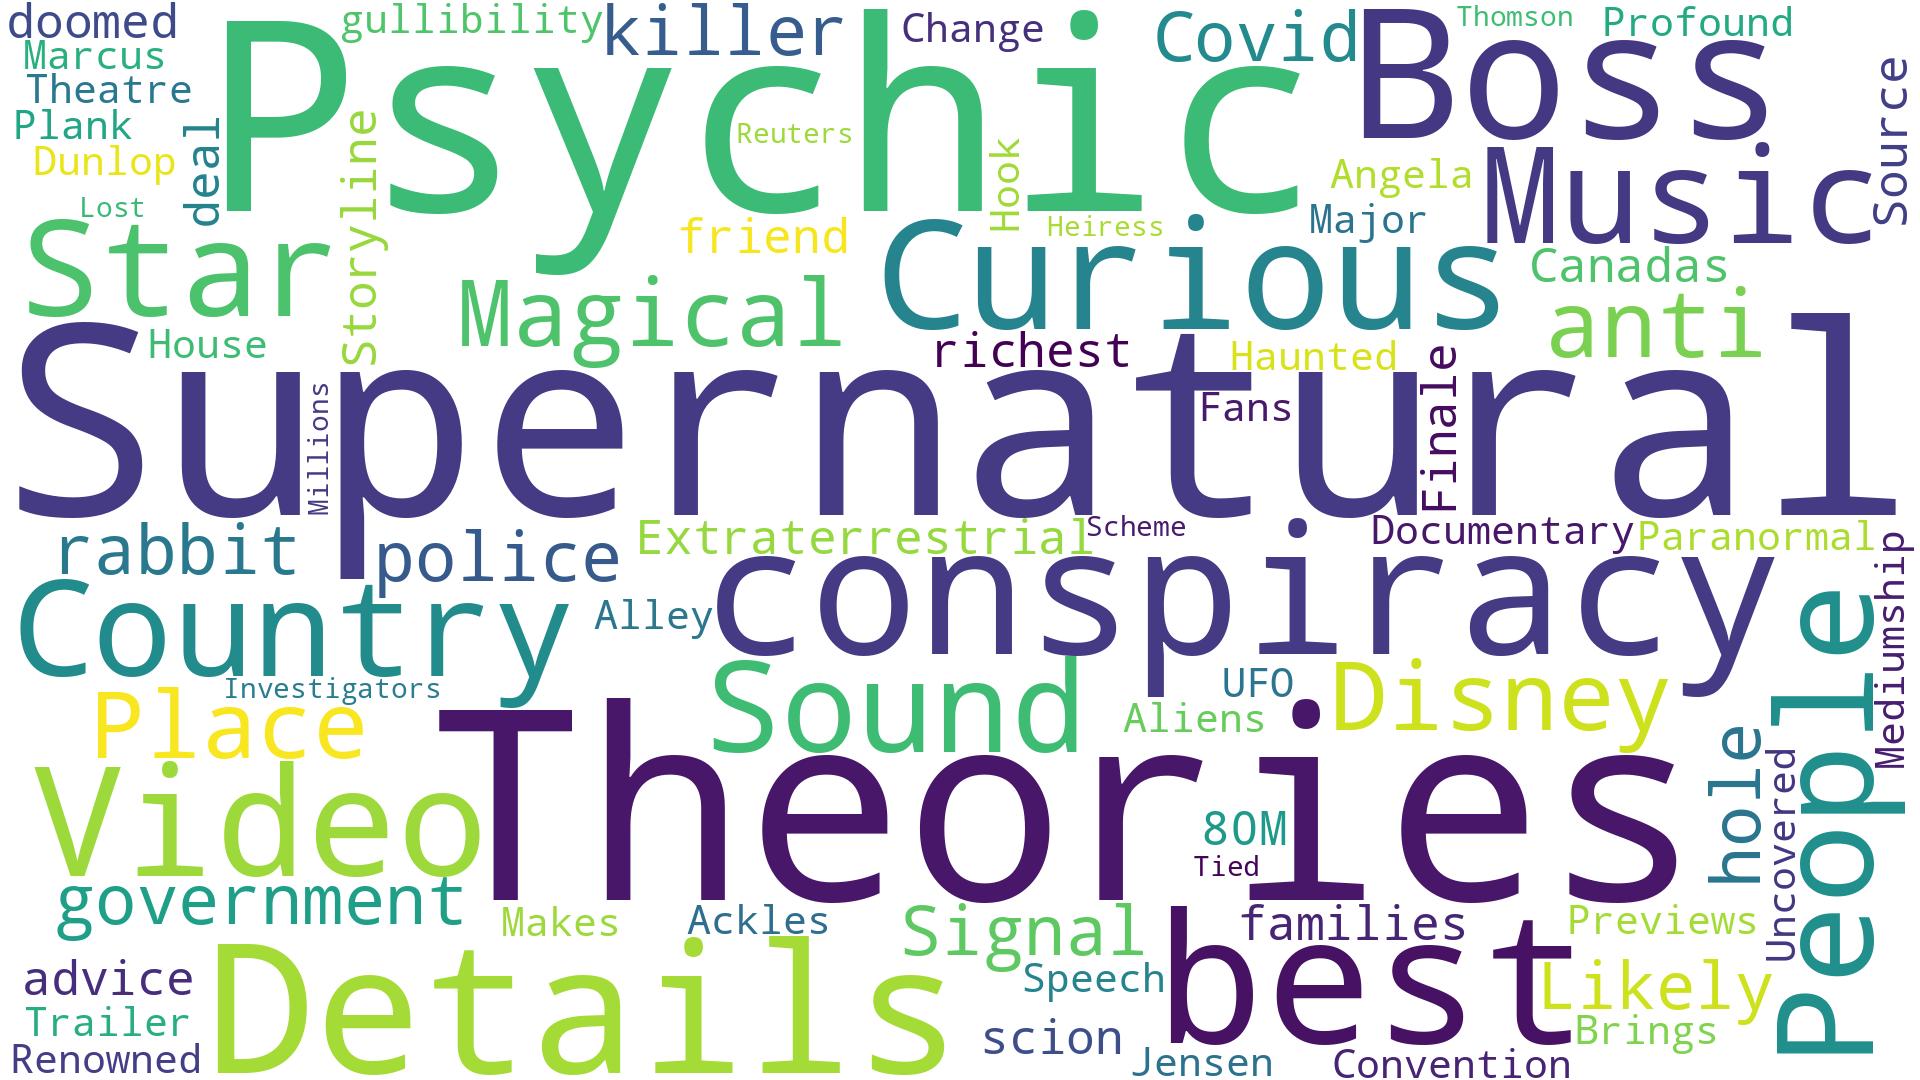 doomed
gullibility
killer
Change
Covid
Boss
Thomson
Profound
Marcus
Psychic
Theatre
Plank
deal
Dunlop
Storyline
Reuters
Hook
Angela
Music
Source
Lost
Star
friend
Heiress
Major
Curious
Canadas
Magical
anti
House
richest
Haunted
Supernatural
Millions
Fans
Finale
rabbit
police
Extraterrestrial
Scheme
Documentary
Paranormal
conspiracy
Mediumship
Country
Alley
People
Investigators
Sound
UFO
Disney
Place
Aliens
Theories
hole
Uncovered
Video
80M
Tied
government
Makes
Ackles
Signal
families
Previews
best
advice
Details
Speech
Likely
Trailer
scion
Brings
Renowned
Jensen
Convention